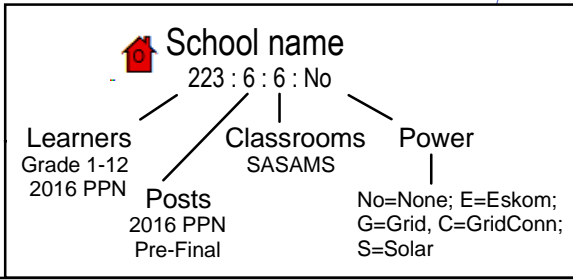 O
School name
223 : 6 : 6 : No
Learners
Grade 1-12
2016 PPN
Posts
2016 PPN
Pre-Final
Classrooms
SASAMS
Power
No=None; E=Eskom;
G=Grid, C=GridConn;
S=Solar